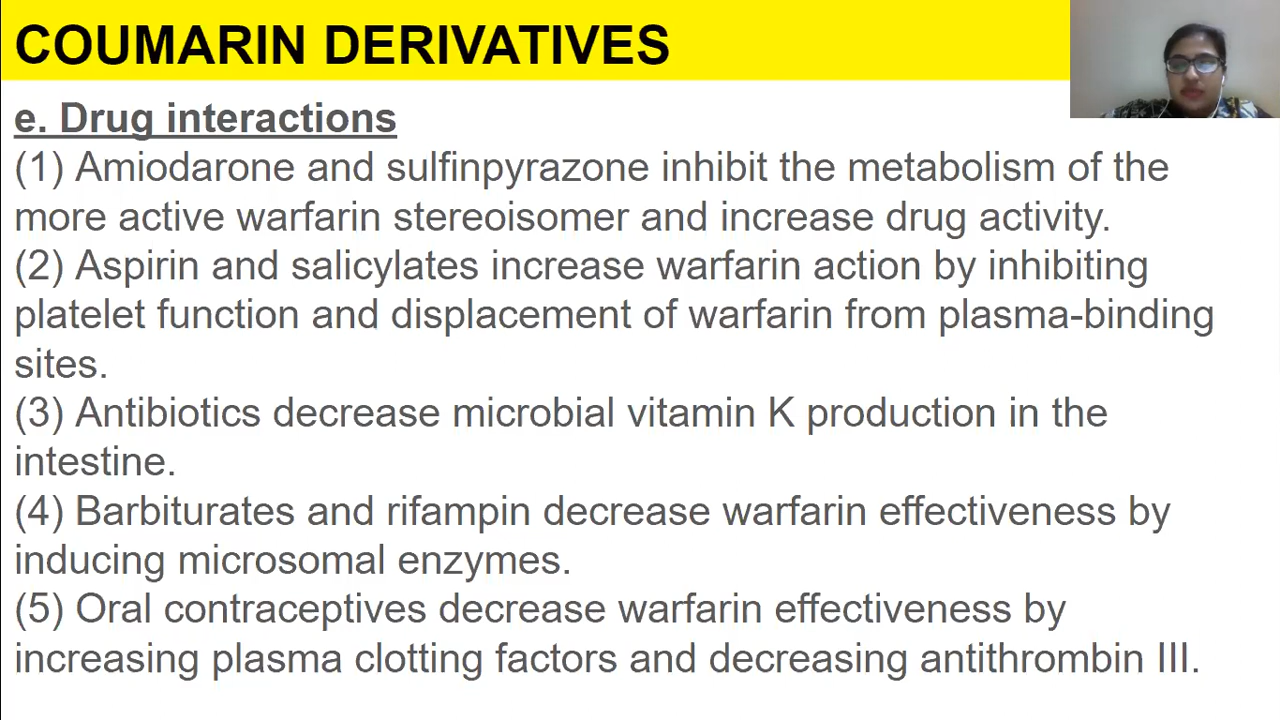 COUMARIN DERIVATIVES
e. Drug interactions
(1) Amiodarone and sulfinpyrazone inhibit the metabolism of the
more active warfarin stereoisomer and increase drug activity.
(2) Aspirin and salicylates increase warfarin action by inhibiting
platelet function and displacement of warfarin from plasma-binding
sites.
(3) Antibiotics decrease microbial vitamin K production in the
intestine.
(4) Barbiturates and rifampin decrease warfarin effectiveness by
inducing microsomal enzymes.
(5) Oral contraceptives decrease warfarin effectiveness by
increasing plasma clotting factors and decreasing antithrombin III.